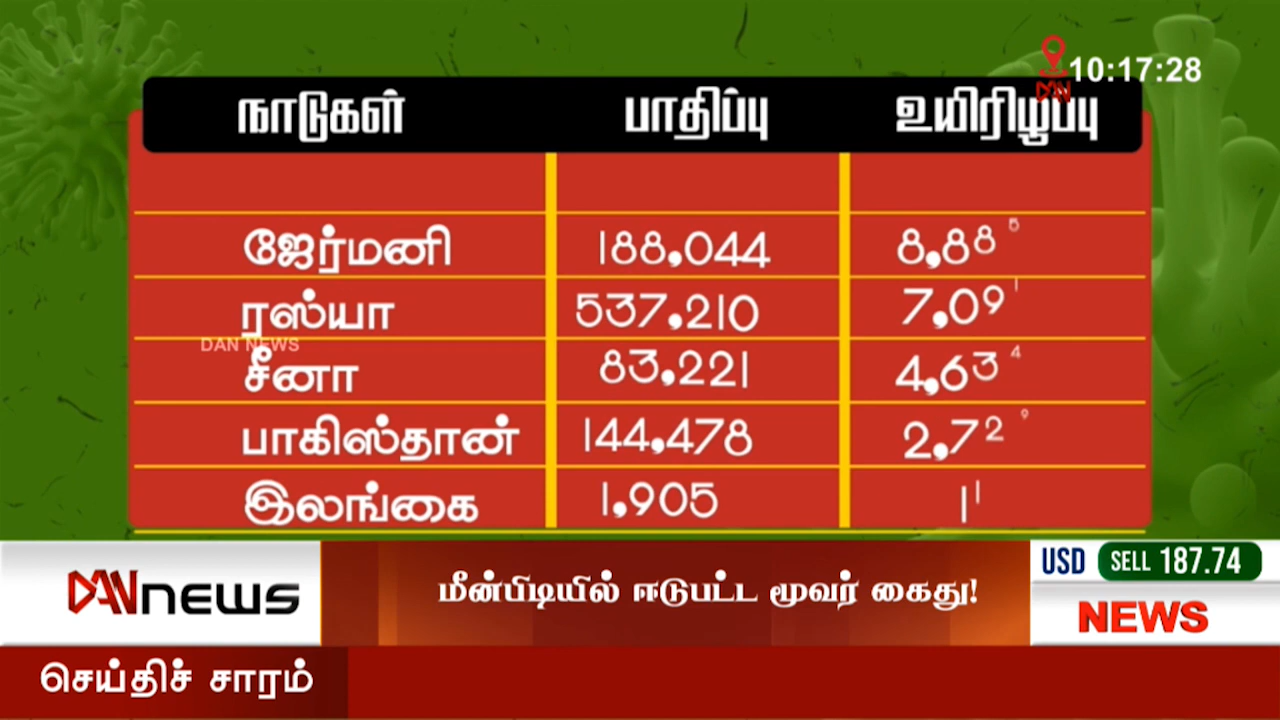 10:17:28
DAN
நாடுகள் பாதிப்பு உயிரிழப்பு
ஜேர்மனி 188,044 8,885
ரஸ்யா 537,210 7,091
DAN NEWS
சீனா 83,221 4,634
பாகிஸ்தான் 144,478 2,729
இலங்கை 1,905 11
DAN news
மீன்பிடியில் ஈடுபட்ட மூவர் கைது!
USD SELL 187.74
NEWS
செய்திச் சாரம்